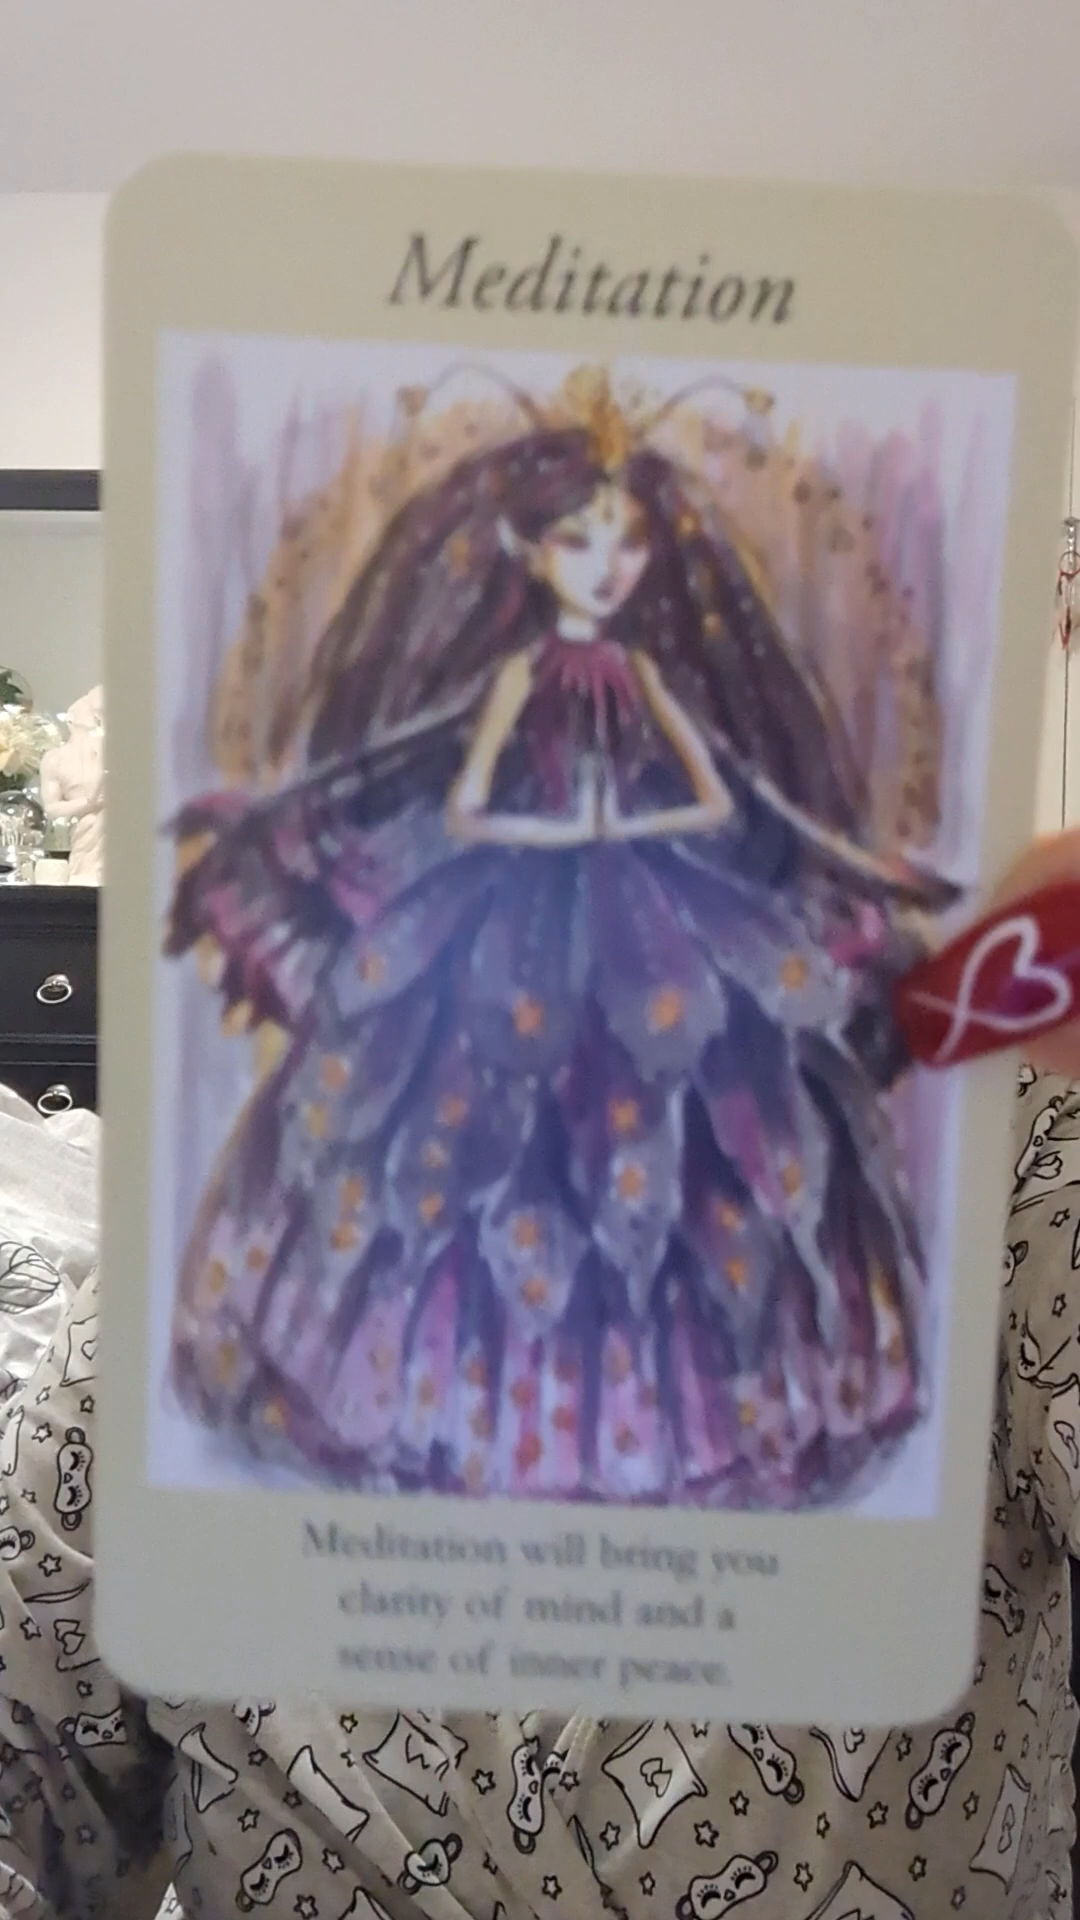 Meditation
Meditation will bring you
clarity of mind and a
sense of inner peace.